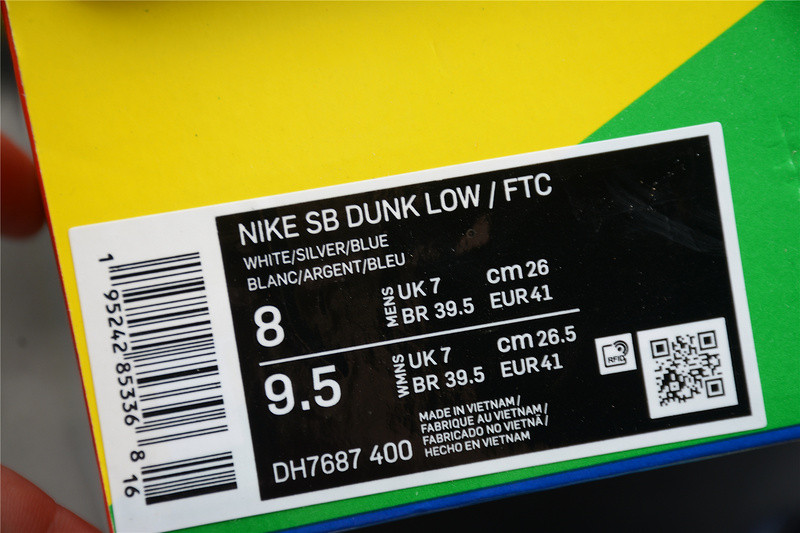 NIKE SB DUNK LOW / FTC
WHITE/SILVER/BLUE
BLANC/ARGENT/BLEU
8
MENS
UK 7 cm 26
BR 39.5 EUR 41
9.5
WMNS
UK 7 cm 26.5
BR 39.5 EUR 41
RFID
DH7687 400
MADE IN VIETNAM /
FABRIQUE AU VIETNAM /
FABRICADO NO VIETNÃ /
HECHO EN VIETNAM
1 95242 85336 8 16